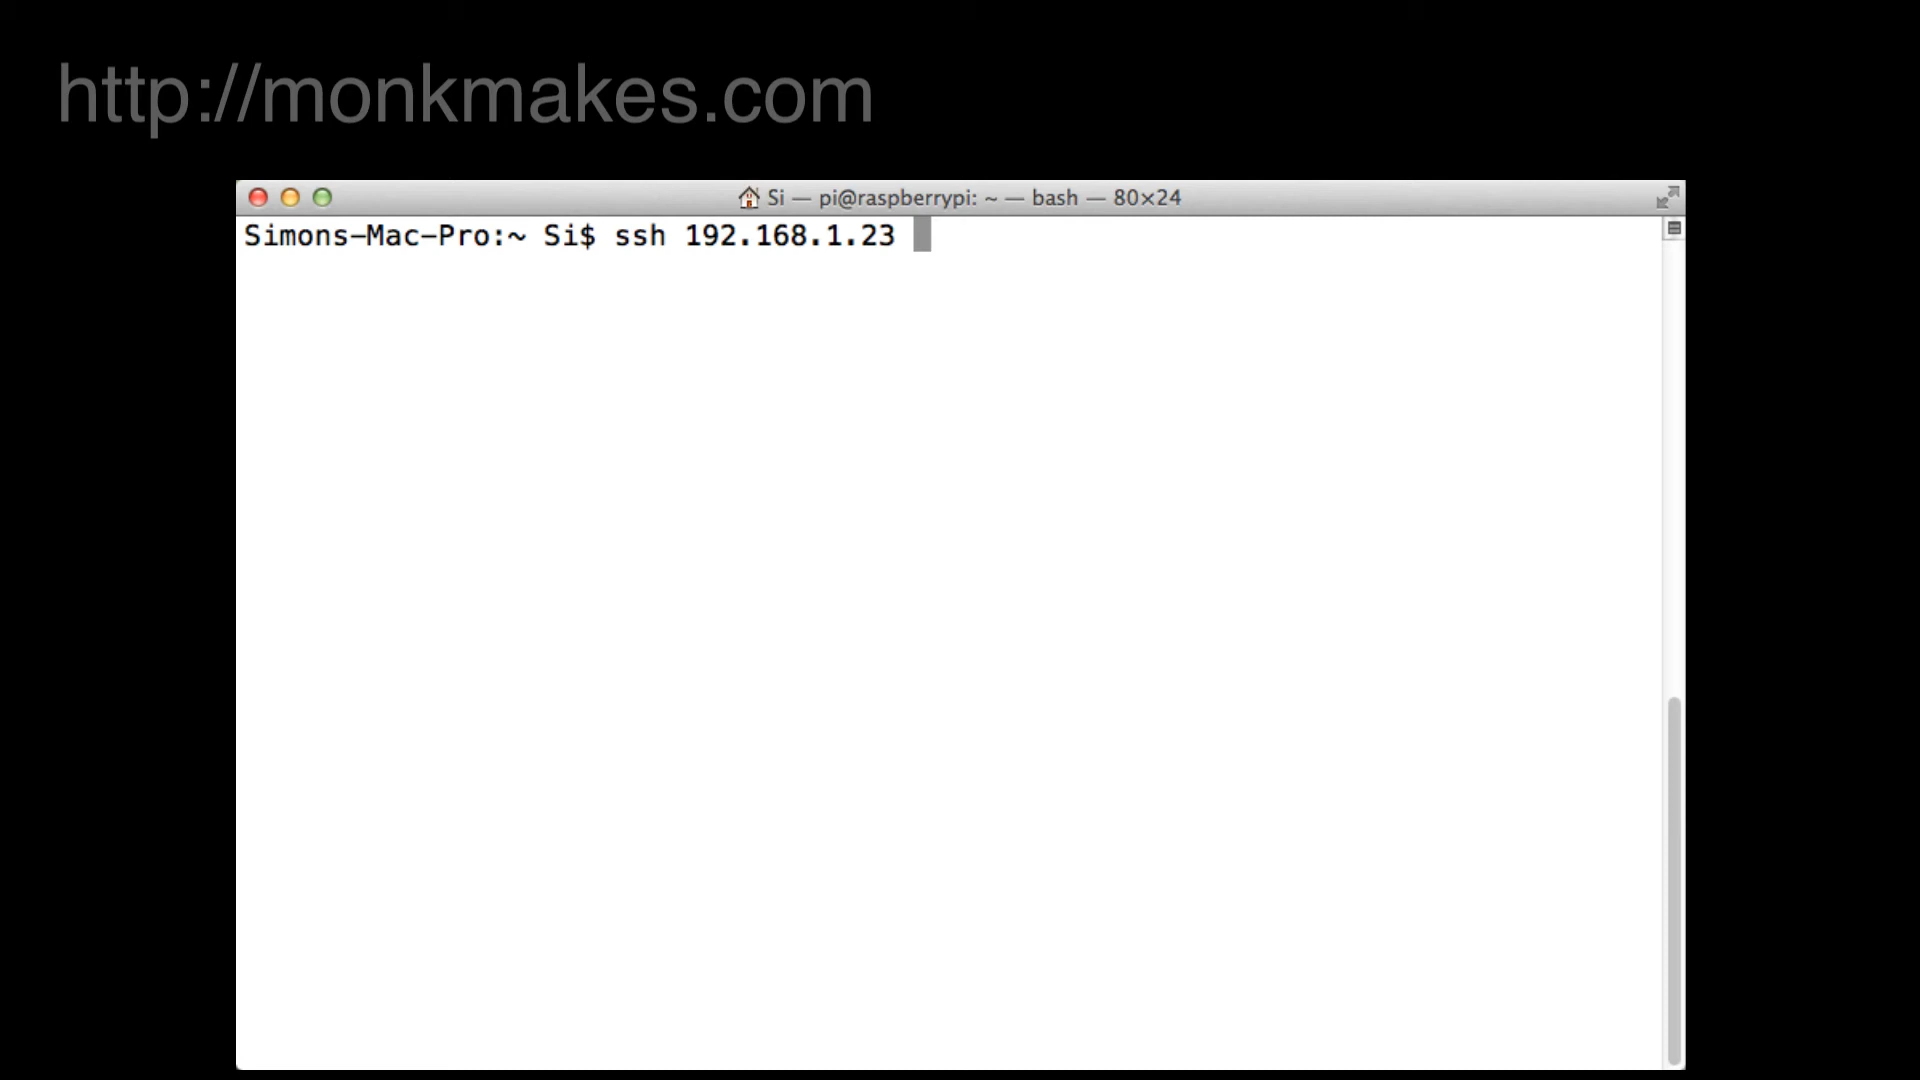 http://monkmakes.com
Si — pi@raspberrypi: ~ — bash — 80×24
Simons-Mac-Pro:~ Si$ ssh 192.168.1.23